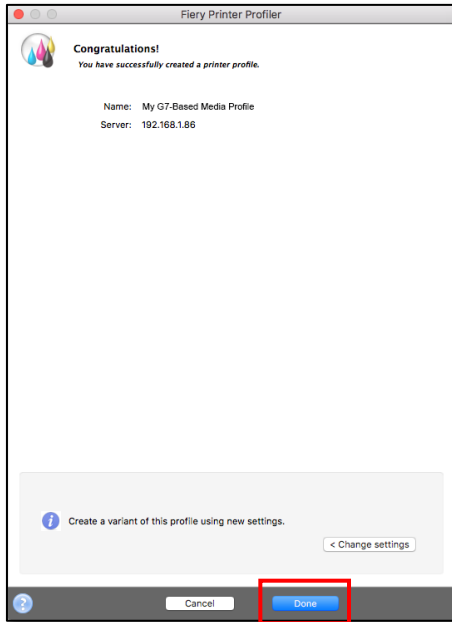 Fiery Printer Profiler
Congratulations!
You have successfully created a printer profile.
Name: My G7-Based Media Profile
Server: 192.168.1.86
i Create a variant of this profile using new settings.
< Change settings
? Cancel Done